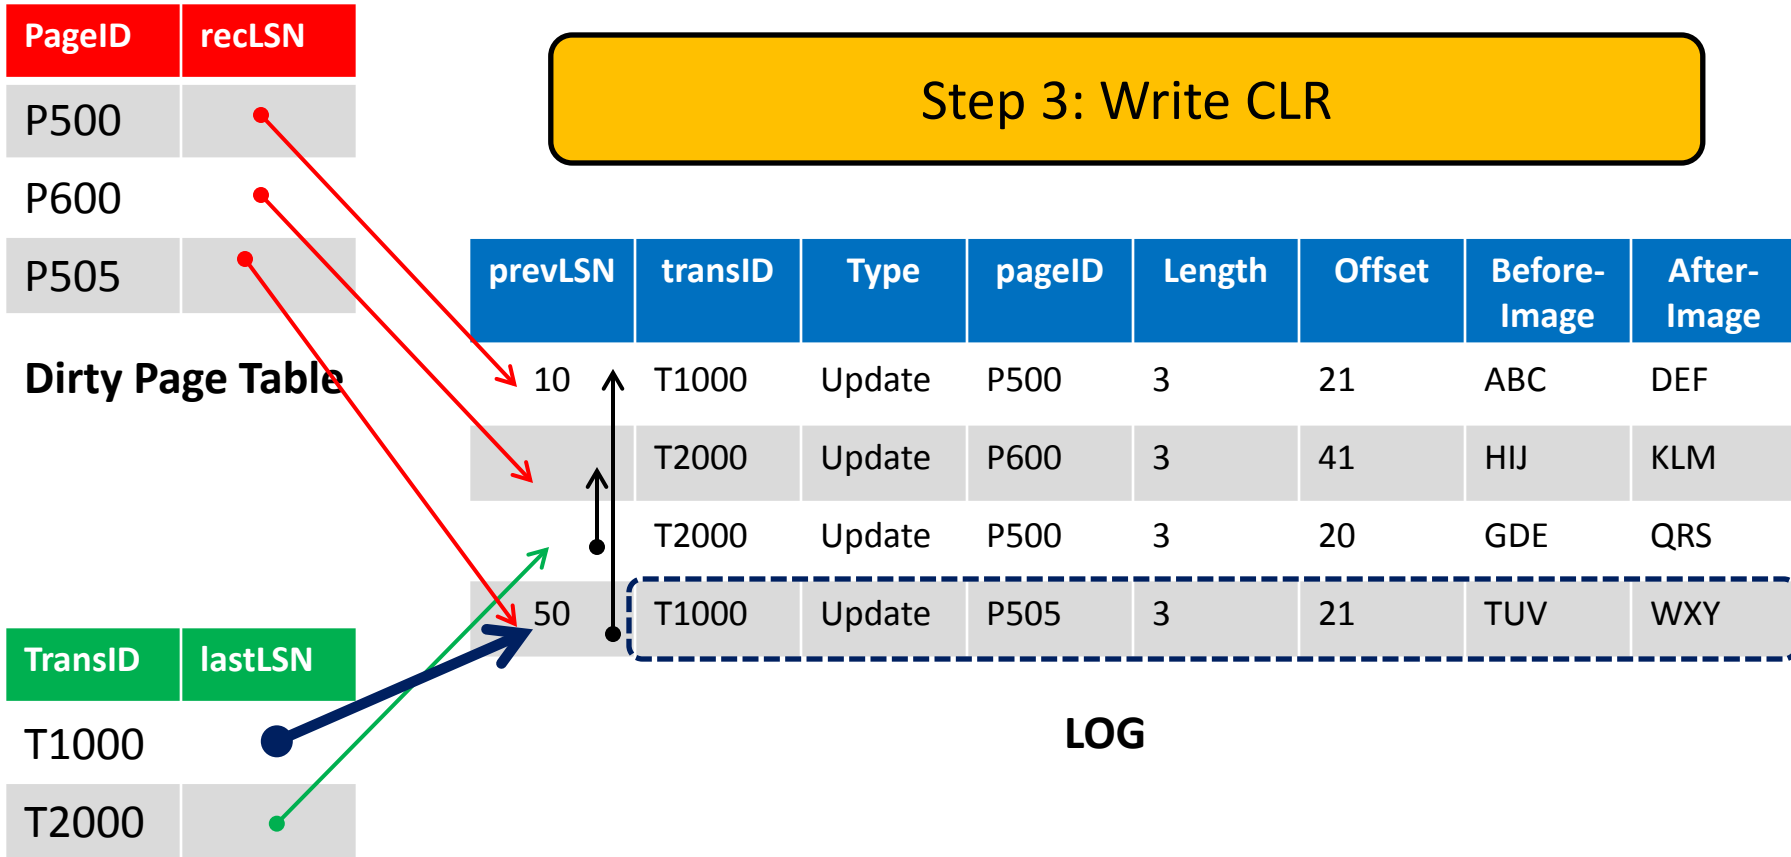 PageID recLSN
P500
P600
P505
Dirty Page Table
Step 3: Write CLR
prevLSN transID Type pageID Length Offset Before-Image After-Image
10 T1000 Update P500 3 21 ABC DEF
T2000 Update P600 3 41 HIJ KLM
T2000 Update P500 3 20 GDE QRS
50 T1000 Update P505 3 21 TUV WXY
LOG
TransID lastLSN
T1000
T2000